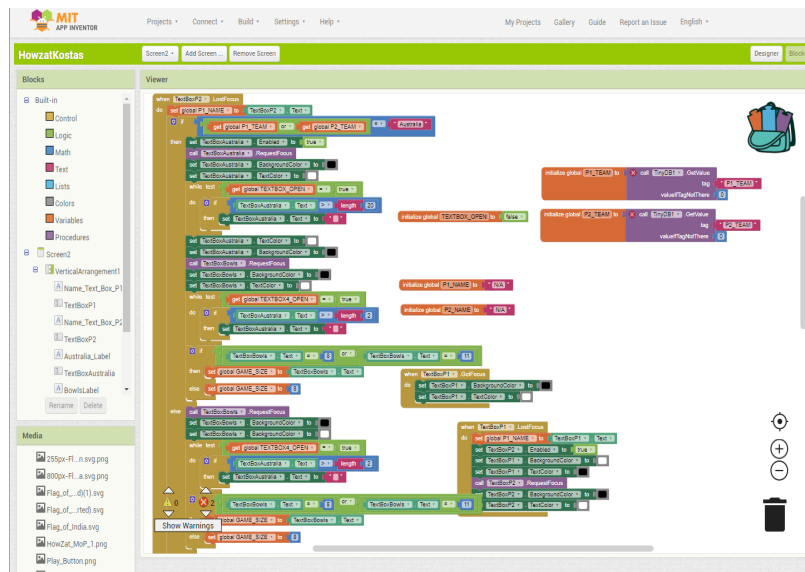 MIT
APP INVENTOR
Projects Connect Build Settings Help
My Projects Gallery Guide Report an Issue English
HowzatKostas
Screen2 Add Screen ... Remove Screen
Designer Block
Blocks
Viewer
Built-in
Control
Logic
Math
Text
Lists
Colors
Variables
Procedures
Screen2
VerticalArrangement1
Name_Text_Box_P1
TextBoxP1
Name_Text_Box_P2
TextBoxP2
Australia_Label
TextBoxAustralia
BowlsLabel
Rename Delete
Media
255px-Fl...n.svg.png
800px-Fl...a.svg.png
Flag_of_...d)(1).svg
Flag_of_...rted).svg
Flag_of_India.svg
HowZat_MoP_1.png
Play_Button.png
when TextBoxP2 .LostFocus
do set global P1_NAME to TextBoxP2 . Text
if get global P1_TEAM or get global P2_TEAM = " Australia "
then set TextBoxAustralia . Enabled to true
call TextBoxAustralia .RequestFocus
set TextBoxAustralia . BackgroundColor to
set TextBoxAustralia . TextColor to
while test get global TEXTBOX_OPEN = true
do if TextBoxAustralia . Text > length 20
then set TextBoxAustralia . Text to " "
set TextBoxAustralia . TextColor to
set TextBoxAustralia . BackgroundColor to
call TextBoxBowls .RequestFocus
set TextBoxBowls . BackgroundColor to
set TextBoxBowls . TextColor to
while test get global TEXTBOX4_OPEN = true
do if TextBoxAustralia . Text > length 2
then set TextBoxAustralia . Text to " "
if TextBoxBowls . Text = 8 or TextBoxBowls . Text = 11
then set global GAME_SIZE to TextBoxBowls . Text
else set global GAME_SIZE to 8
else call TextBoxBowls .RequestFocus
set TextBoxBowls . BackgroundColor to
set TextBoxBowls . BackgroundColor to
while test get global TEXTBOX4_OPEN = true
do if TextBoxAustralia . Text > length 2
then set TextBoxAustralia . Text to " "
TextBoxBowls . Text = 8 or TextBoxBowls . Text = 11
global GAME_SIZE to TextBoxBowls . Text
else set global GAME_SIZE to 8
0 2
Show Warnings
initialize global P1_TEAM to call TinyDB1 .GetValue
tag " P1_TEAM "
valueIfTagNotThere 0
initialize global TEXTBOX_OPEN to false
initialize global P2_TEAM to call TinyDB1 .GetValue
tag " P2_TEAM "
valueIfTagNotThere 0
initialize global P1_NAME to " N/A "
initialize global P2_NAME to " N/A "
when TextBoxP1 .GotFocus
do set TextBoxP1 . BackgroundColor to
set TextBoxP1 . TextColor to
when TextBoxP1 .LostFocus
do set global P1_NAME to TextBoxP1 . Text
set TextBoxP2 . Enabled to true
set TextBoxP1 . BackgroundColor to
set TextBoxP1 . TextColor to
call TextBoxP2 .RequestFocus
set TextBoxP2 . BackgroundColor to
set TextBoxP2 . TextColor to